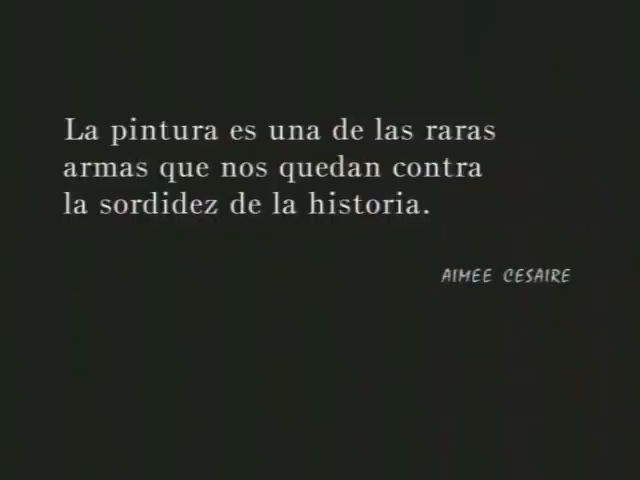 La pintura es una de las raras
armas que nos quedan contra
la sordidez de la historia.
AIMEE CESAIRE